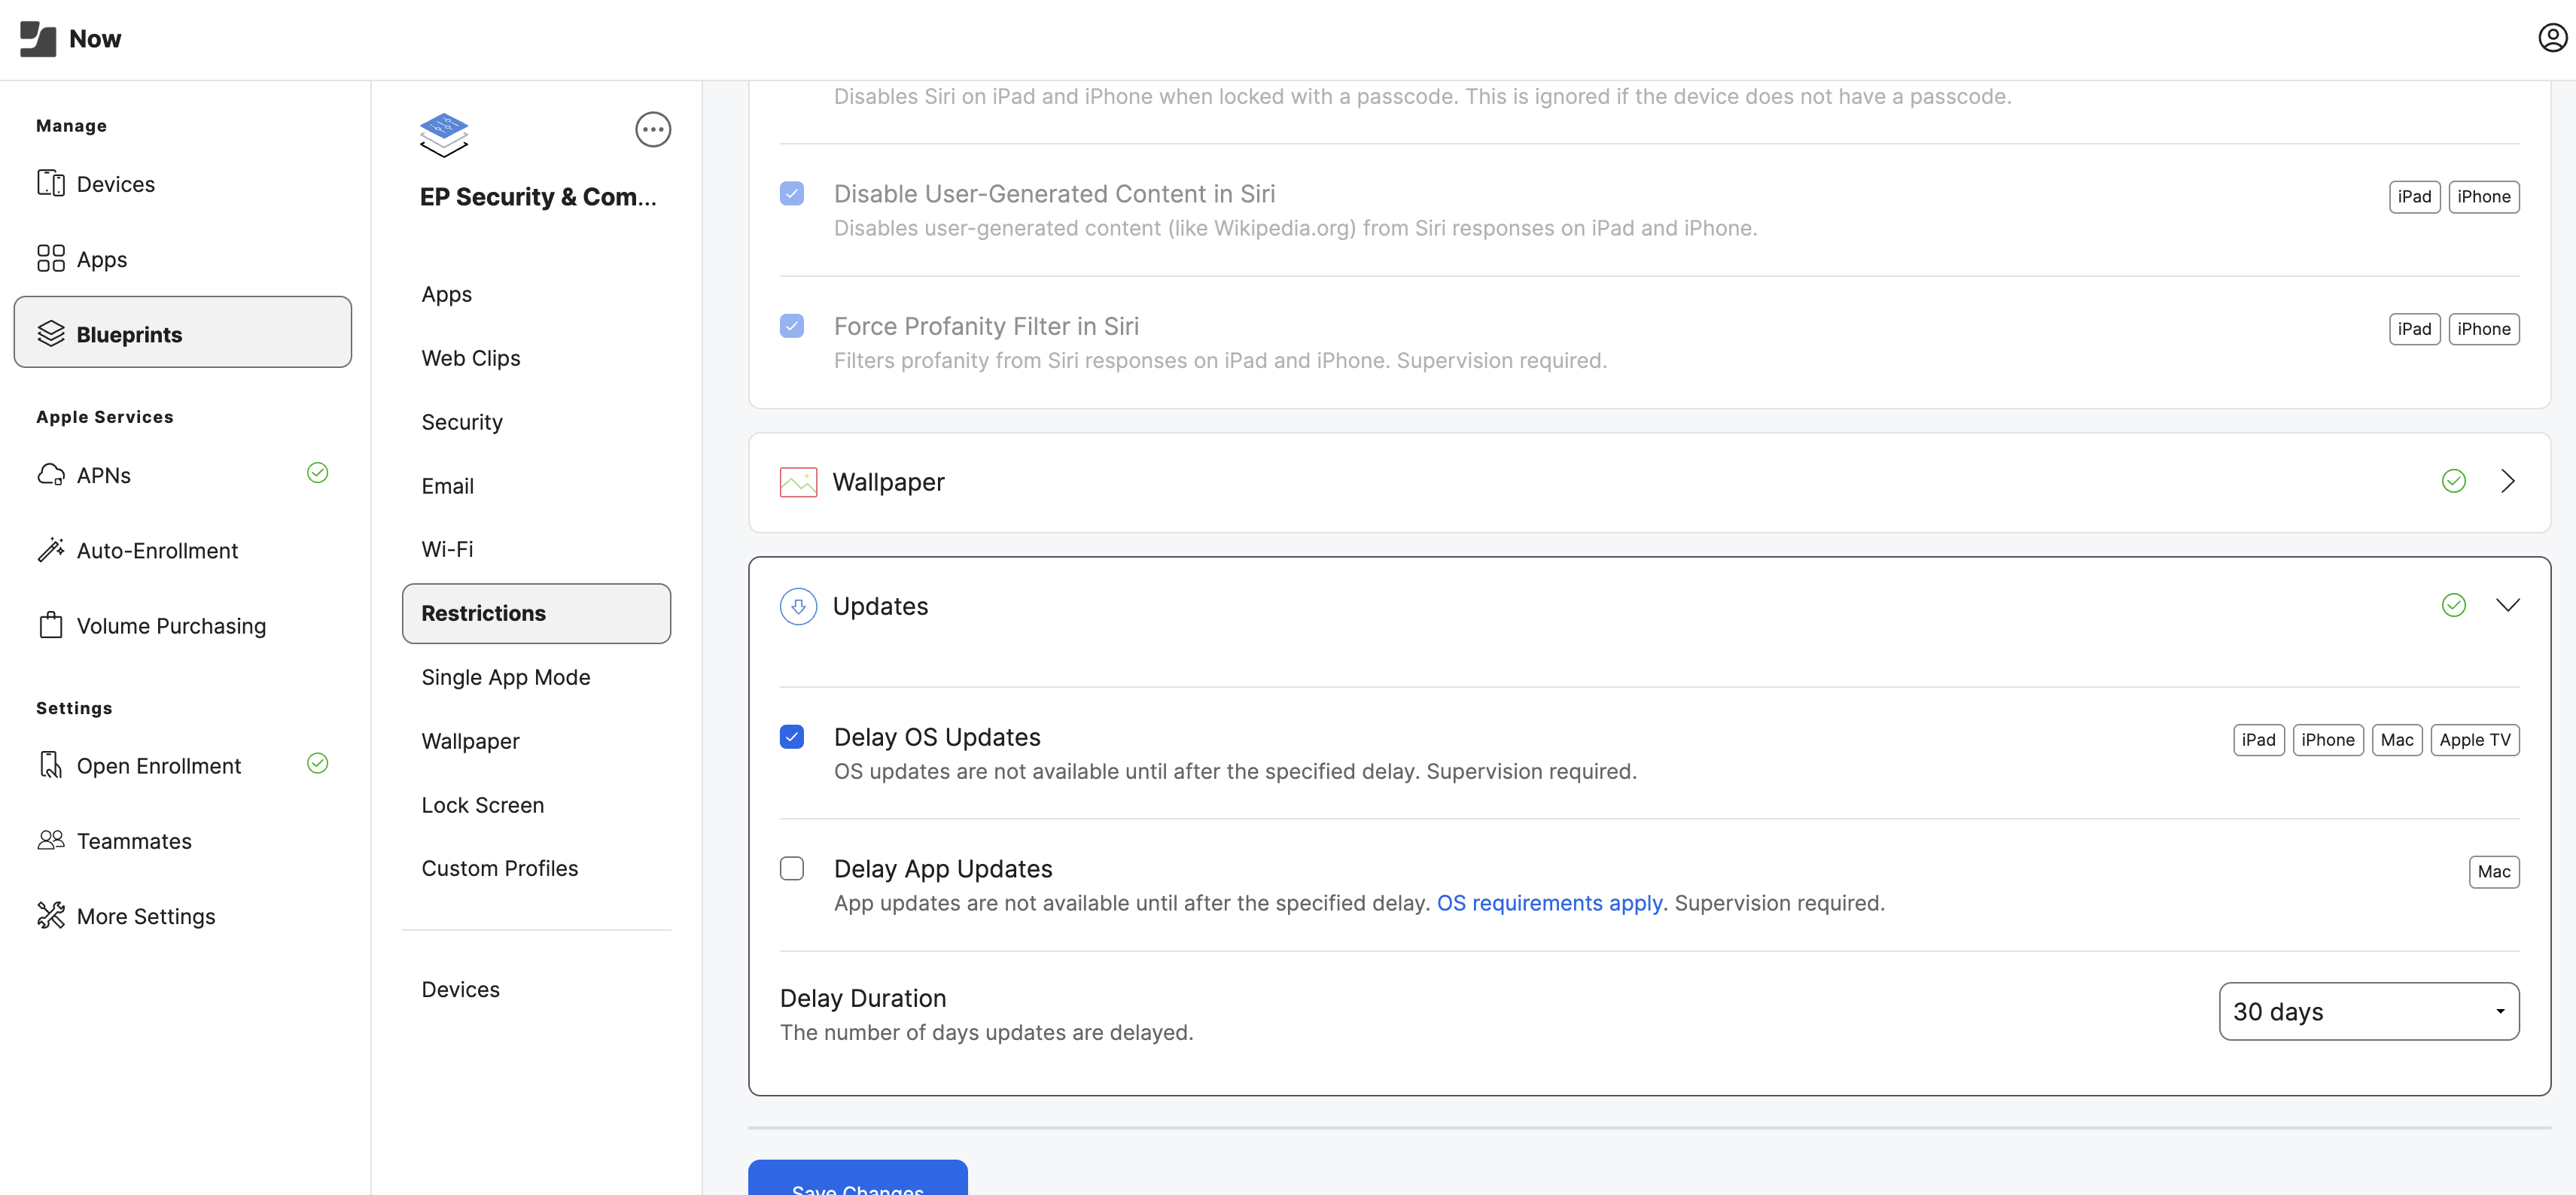 Now
Manage
Devices
Apps
Blueprints
Apple Services
APNs
Auto-Enrollment
Volume Purchasing
Settings
Open Enrollment
Teammates
More Settings
EP Security & Com...
Apps
Web Clips
Security
Email
Wi-Fi
Restrictions
Single App Mode
Wallpaper
Lock Screen
Custom Profiles
Devices
Disables Siri on iPad and iPhone when locked with a passcode. This is ignored if the device does not have a passcode.
Disable User-Generated Content in Siri
iPad iPhone
Disables user-generated content (like Wikipedia.org) from Siri responses on iPad and iPhone.
Force Profanity Filter in Siri
iPad iPhone
Filters profanity from Siri responses on iPad and iPhone. Supervision required.
Wallpaper
Updates
Delay OS Updates
iPad iPhone Mac Apple TV
OS updates are not available until after the specified delay. Supervision required.
Delay App Updates
Mac
App updates are not available until after the specified delay. OS requirements apply. Supervision required.
Delay Duration
30 days
The number of days updates are delayed.
Save Changes